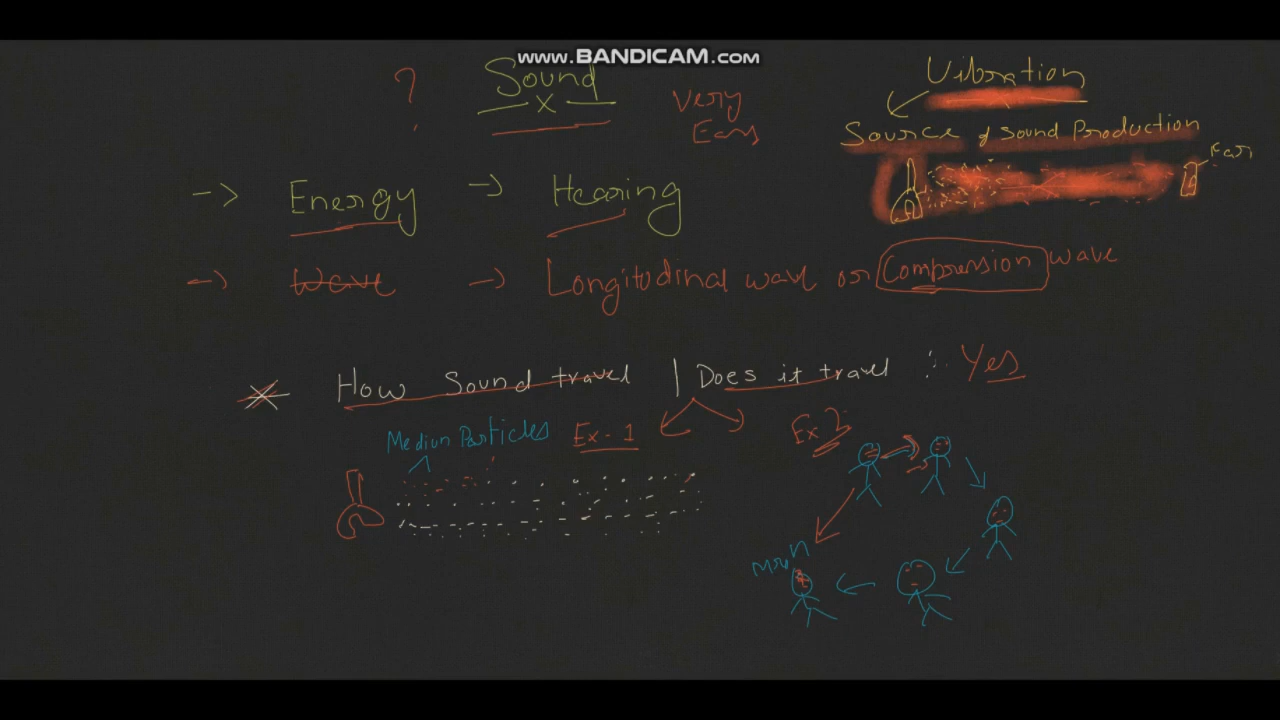 www.BANDICAM.com
? Sound
x
Very
Easy
Vibration
Source of Sound Production
Ear
-> Energy -> Hearing
-> Wave -> Longitudinal wave or Compression wave
How Sound travel | Does it travel : Yes
Medium Particles Ex-1
Ex 2